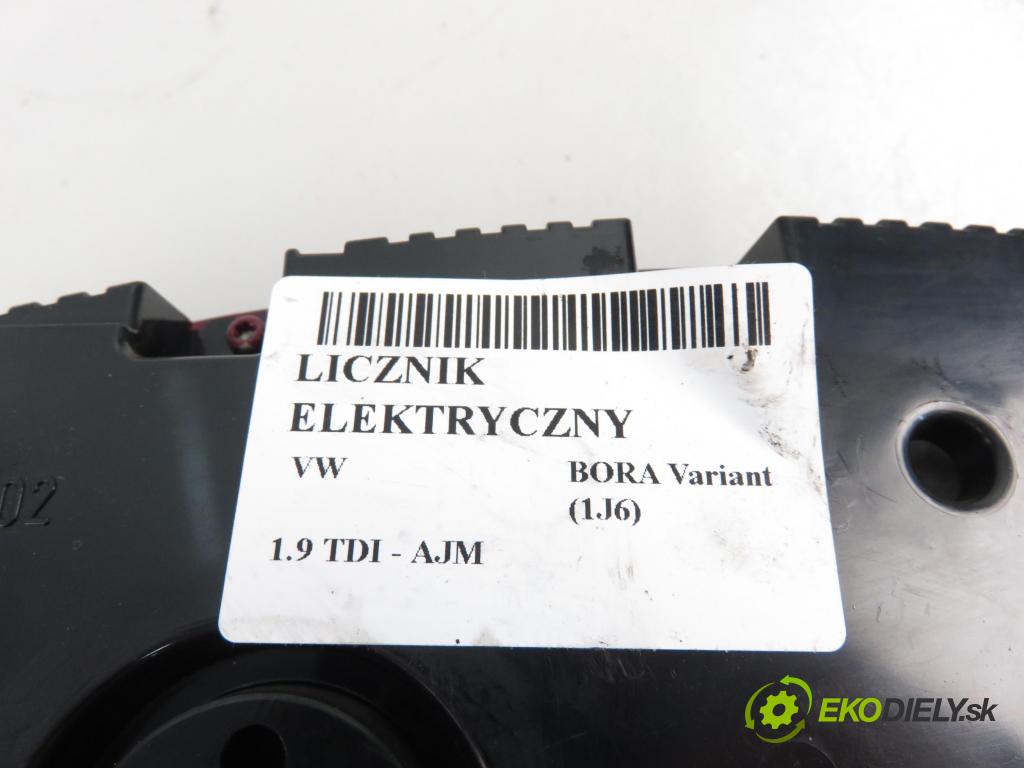 LICZNIK
ELEKTRYCZNY
VW
BORA Variant
(1J6)
1.9 TDI - AJM
02
EKODIELY.sk